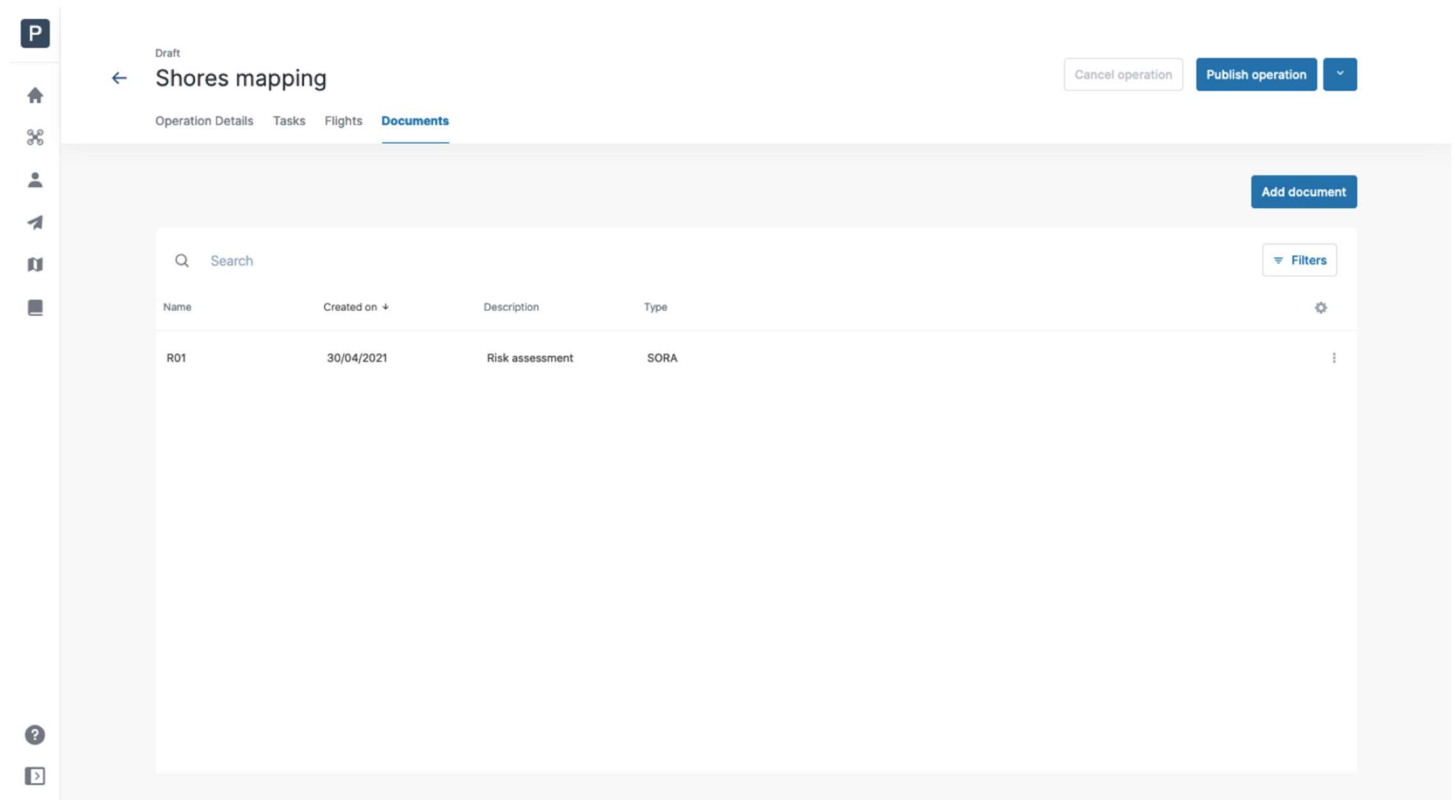 P
Draft
Shores mapping
Cancel operation
Publish operation
Operation Details Tasks Flights Documents
Add document
Search
Filters
Name Created on ↓ Description Type
R01 30/04/2021 Risk assessment SORA
?